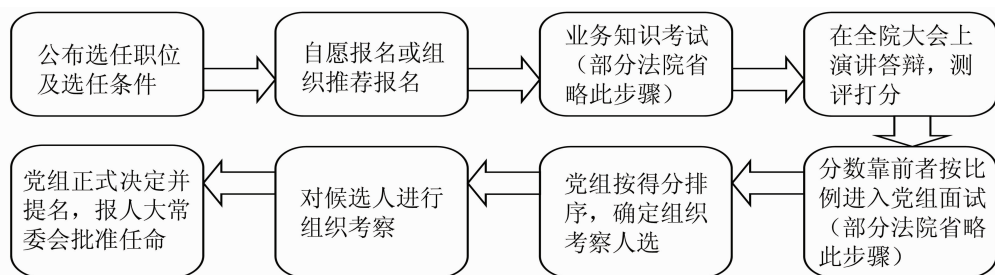 公布选任职位
及选任条件
自愿报名或组
织推荐报名
业务知识考试
（部分法院省
略此步骤）
在全院大会上
演讲答辩，测
评打分
分数靠前者按比
例进入党组面试
（部分法院省略
此步骤）
党组按得分排
序，确定组织
考察人选
对候选人进行
组织考察
党组正式决定并
提名，报人大常
委会批准任命